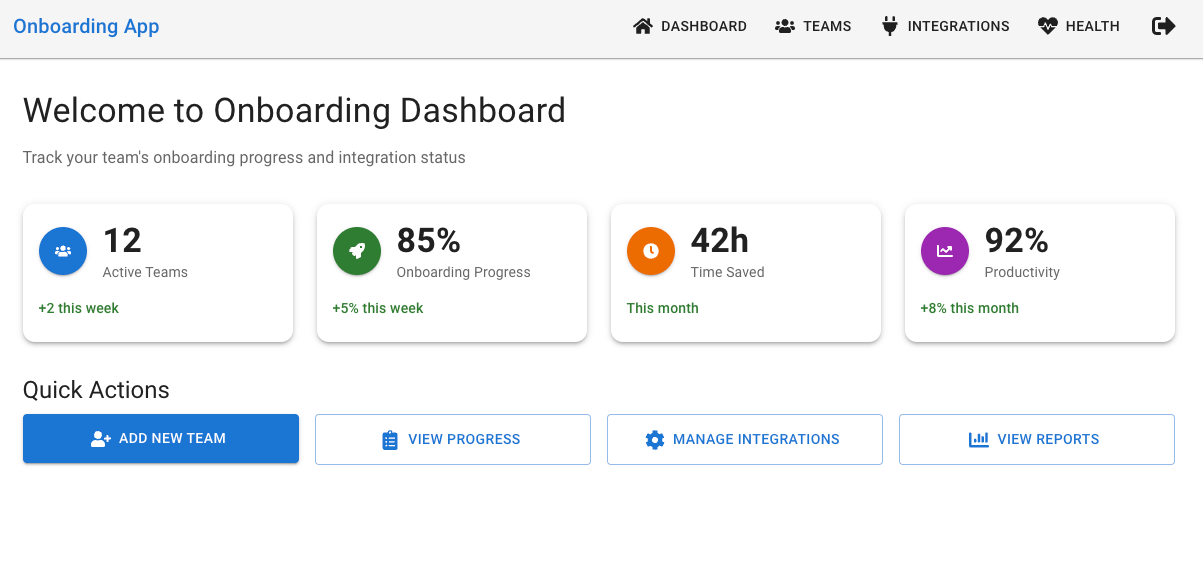 Onboarding App
DASHBOARD
TEAMS
INTEGRATIONS
HEALTH
Welcome to Onboarding Dashboard
Track your team's onboarding progress and integration status
12
Active Teams
+2 this week
85%
Onboarding Progress
+5% this week
42h
Time Saved
This month
92%
Productivity
+8% this month
Quick Actions
ADD NEW TEAM
VIEW PROGRESS
MANAGE INTEGRATIONS
VIEW REPORTS